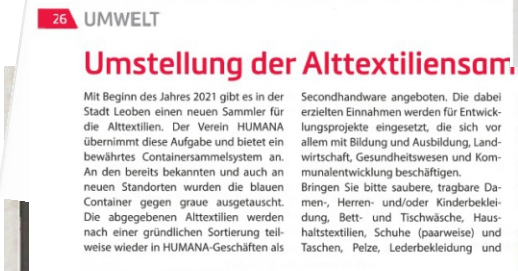 26 UMWELT
Umstellung der Alttextiliensam
Mit Beginn des Jahres 2021 gibt es in der
Stadt Leoben einen neuen Sammler für
die Alttextilien. Der Verein HUMANA
übernimmt diese Aufgabe und bietet ein
bewährtes Containersammelsystem an.
An den bereits bekannten und auch an
neuen Standorten wurden die blauen
Container gegen graue ausgetauscht.
Die abgegebenen Alttextilien werden
nach einer gründlichen Sortierung teil-
weise wieder in HUMANA-Geschäften als
Secondhandware angeboten. Die dabei
erzielten Einnahmen werden für Entwick-
lungsprojekte eingesetzt, die sich vor
allem mit Bildung und Ausbildung, Land-
wirtschaft, Gesundheitswesen und Kom-
munalentwicklung beschäftigen.
Bringen Sie bitte saubere, tragbare Da-
men-, Herren- und/oder Kinderbeklei-
dung, Bett- und Tischwäsche, Haus-
haltstextilien, Schuhe (paarweise) und
Taschen, Pelze, Lederbekleidung und